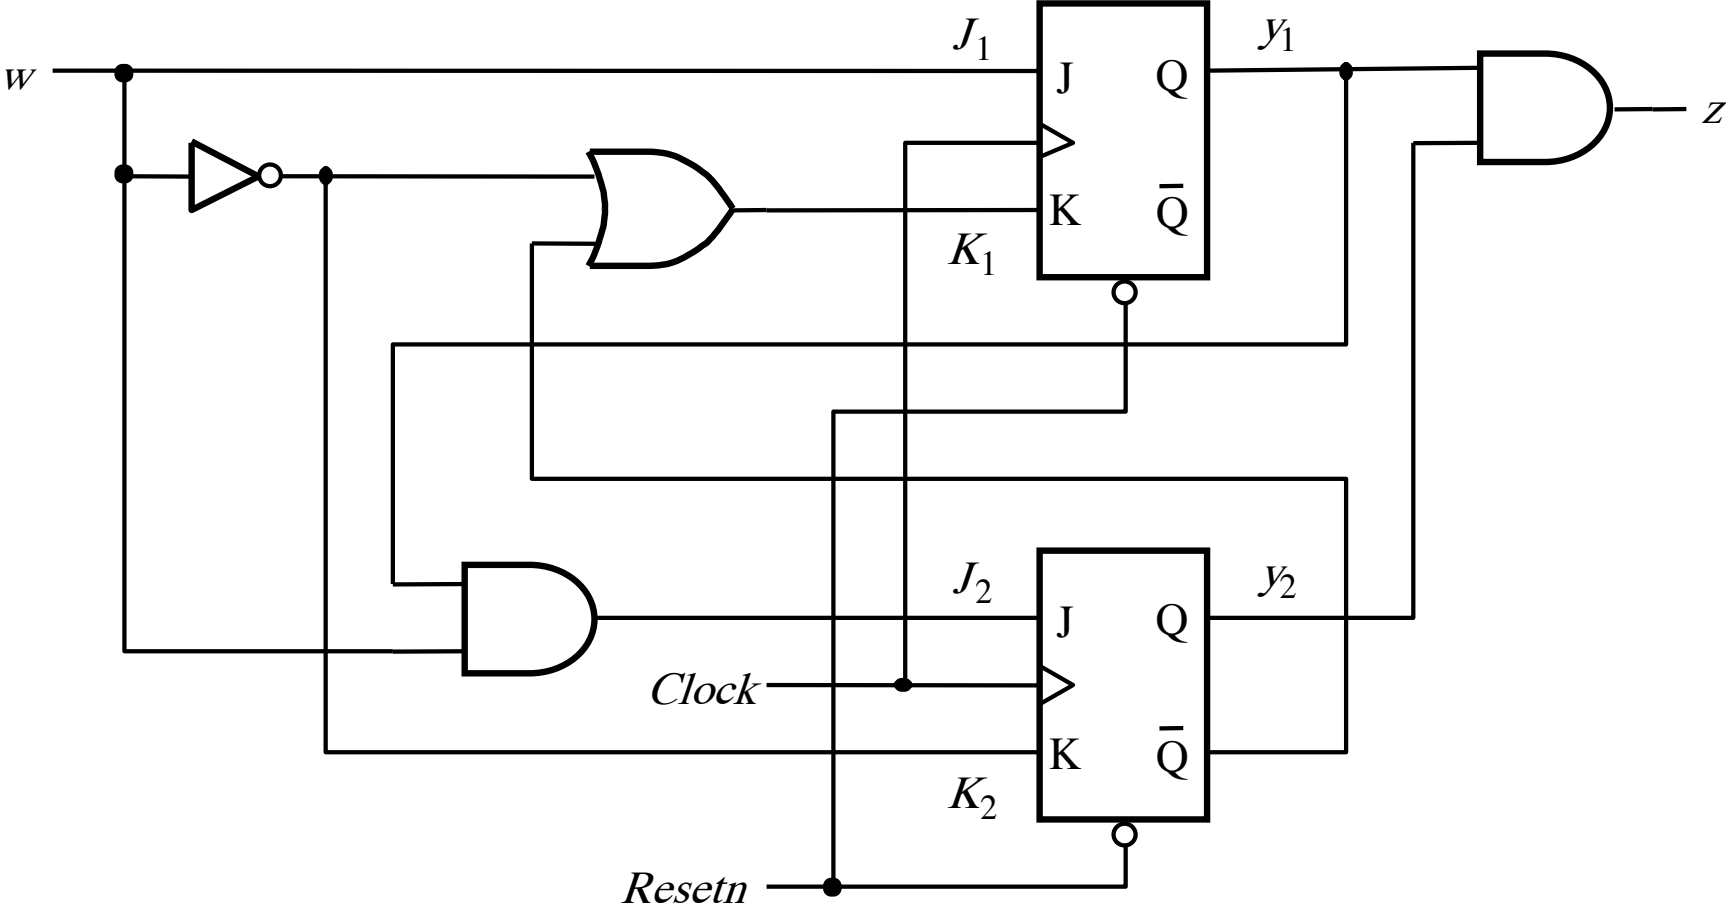 J₁
y₁
w
J
Q
z
K
Q̅
K₁
J₂
y₂
J
Q
Clock
K
Q̅
K₂
Resetn